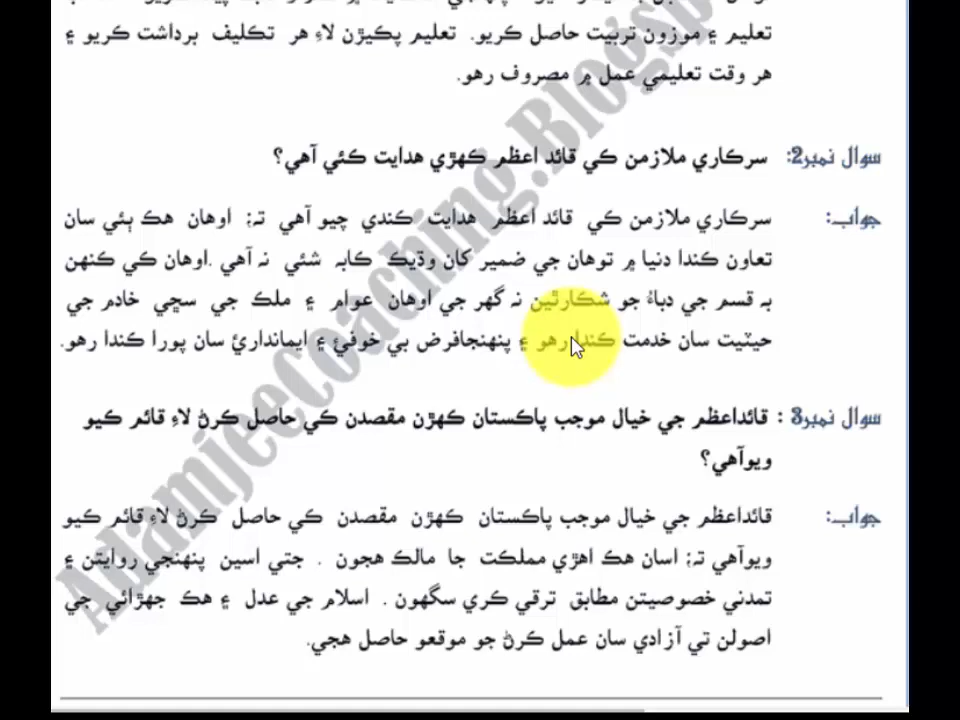 تعليم ۽ موزون تربيت حاصل ڪريو. تعليم پڪيڙن لاءِ هر تڪليف برداشت ڪريو ۽
هر وقت تعليمي عمل ۾ مصروف رهو.
سوال نمبر2: سرڪاري ملازمن کي قائد اعظم ڪهڙي هدايت ڪئي آهي؟
جواب: سرڪاري ملازمن کي قائد اعظم هدايت ڪندي چيو آهي تہ؛ اوهان هڪ ٻئي سان
تعاون ڪندا دنيا ۾ توهان جي ضمير کان وڌيڪ ڪابہ شئي نہ آهي .اوهان کي ڪنهن
بہ قسم جي دٻاءُ جو شڪارٿين نہ گهر جي اوهان عوام ۽ ملڪ جي سچي خادم جي
حيثيت سان خدمت ڪندا رهو ۽ پنهنجافرض بي خوفيءَ ۽ ايمانداريءَ سان پورا ڪندا رهو.
سوال نمبر3 : قائداعظم جي خيال موجب پاڪستان ڪهڙن مقصدن کي حاصل ڪرڻ لاءِ قائم ڪيو
ويوآهي؟
جواب: قائداعظم جي خيال موجب پاڪستان ڪهڙن مقصدن کي حاصل ڪرڻ لاءِ قائم ڪيو
ويوآهي تہ؛ اسان هڪ اهڙي مملڪت جا مالڪ هجون . جتي اسين پنهنجي روايتن ۽
تمدني خصوصيتن مطابق ترقي ڪري سگهون . اسلام جي عدل ۽ هڪ جهڙائي جي
اصولن تي آزادي سان عمل ڪرڻ جو موقعو حاصل هجي.
AdamjeeCoaching.Blogsp